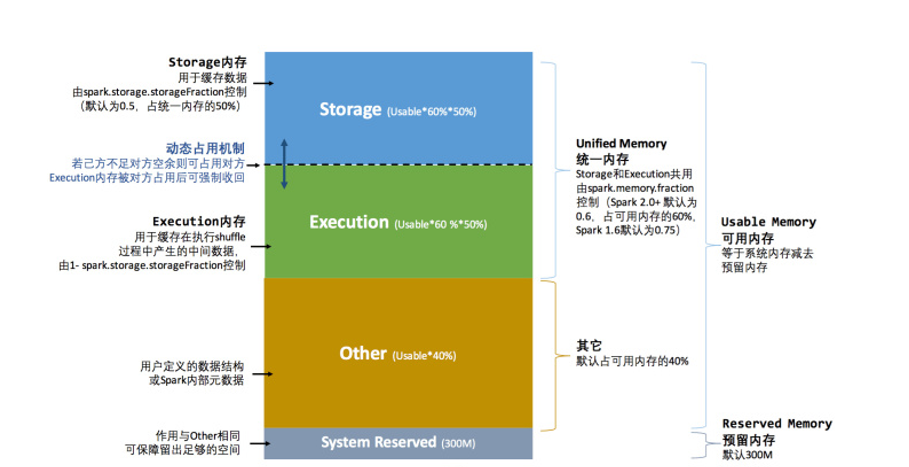 Storage内存
用于缓存数据
由spark.storage.storageFraction控制
（默认为0.5，占统一内存的50%）
动态占用机制
若己方不足对方空余则可占用对方
Execution内存被对方占用后可强制收回
Execution内存
用于缓存在执行shuffle
过程中产生的中间数据，
由1- spark.storage.storageFraction控制
用户定义的数据结构
或Spark内部元数据
作用与Other相同
可保障留出足够的空间
Storage (Usable*60%*50%)
Execution (Usable*60 %*50%)
Other (Usable*40%)
System Reserved (300M)
Unified Memory
统一内存
Storage和Execution共用
由spark.memory.fraction
控制（Spark 2.0+ 默认为
0.6，占可用内存的60%,
Spark 1.6默认为0.75）
其它
默认占可用内存的40%
Usable Memory
可用内存
等于系统内存减去
预留内存
Reserved Memory
预留内存
默认300M